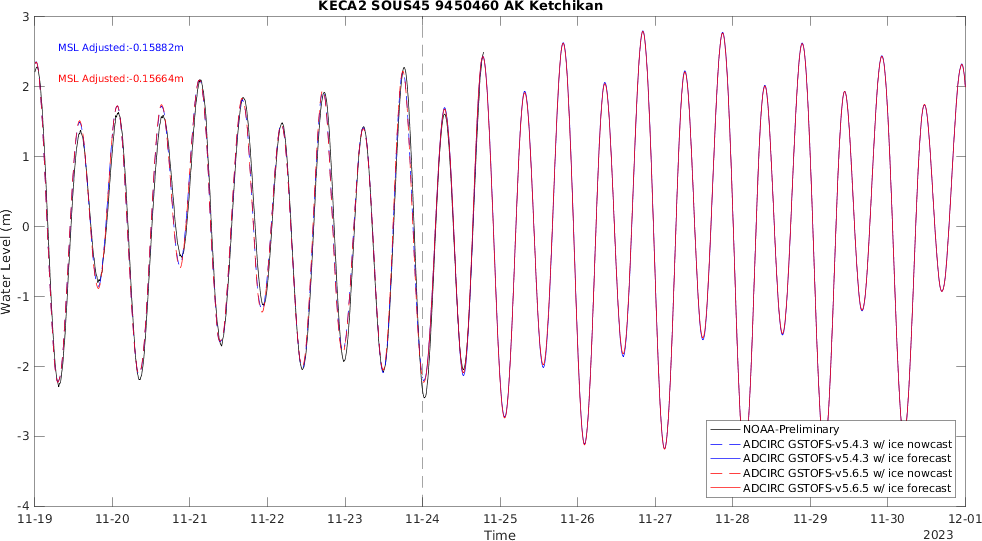 KECA2 SOUS45 9450460 AK Ketchikan
MSL Adjusted:-0.15882m
MSL Adjusted:-0.15664m
Water Level (m)
3
2
1
0
-1
-2
-3
-4
NOAA-Preliminary
ADCIRC GSTOFS-v5.4.3 w/ ice nowcast
ADCIRC GSTOFS-v5.4.3 w/ ice forecast
ADCIRC GSTOFS-v5.6.5 w/ ice nowcast
ADCIRC GSTOFS-v5.6.5 w/ ice forecast
11-19 11-20 11-21 11-22 11-23 11-24 11-25 11-26 11-27 11-28 11-29 11-30 12-01
Time
2023